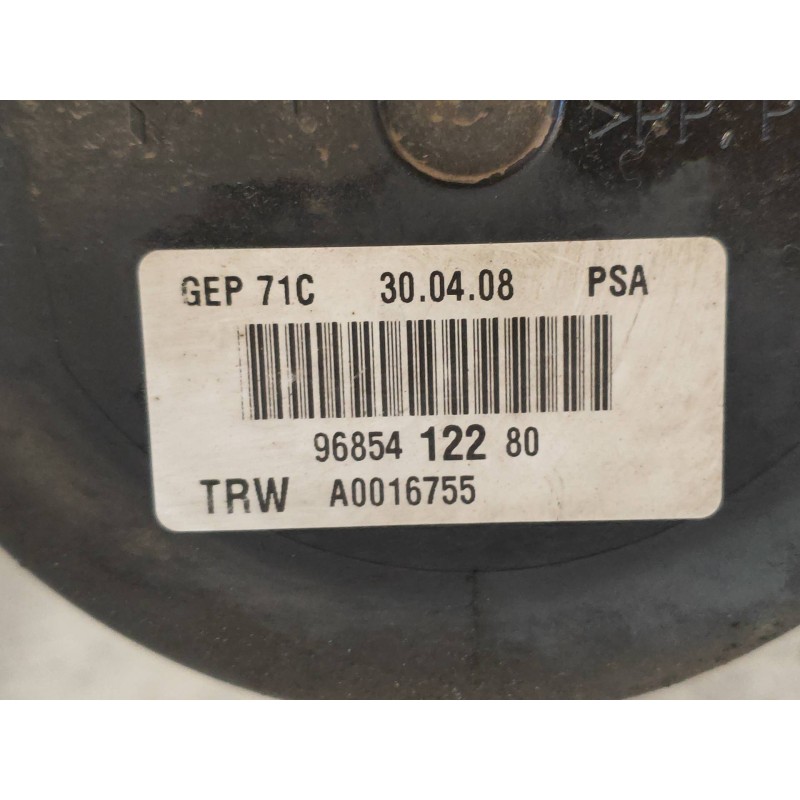 GEP 71C 30.04.08 PSA
96854 122 80
TRW A0016755